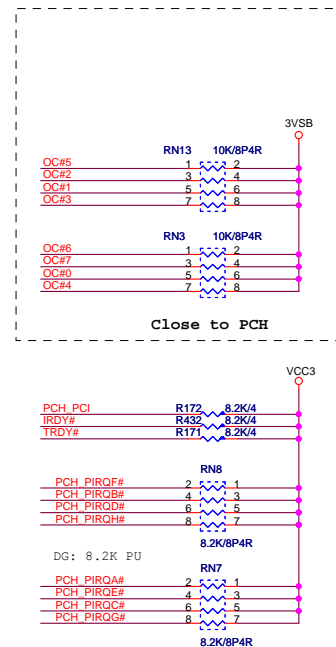 3VSB
RN13 10K/8P4R
OC#5 1 2
OC#2 3 4
OC#1 5 6
OC#3 7 8
RN3 10K/8P4R
OC#6 1 2
OC#7 3 4
OC#0 5 6
OC#4 7 8
Close to PCH
VCC3
PCH_PCI R172 8.2K/4
IRDY# R432 8.2K/4
TRDY# R171 8.2K/4
RN8
PCH_PIRQF# 2 1
PCH_PIRQB# 4 3
PCH_PIRQD# 6 5
PCH_PIRQH# 8 7
8.2K/8P4R
DG: 8.2K PU
RN7
PCH_PIRQA# 2 1
PCH_PIRQE# 4 3
PCH_PIRQC# 6 5
PCH_PIRQG# 8 7
8.2K/8P4R